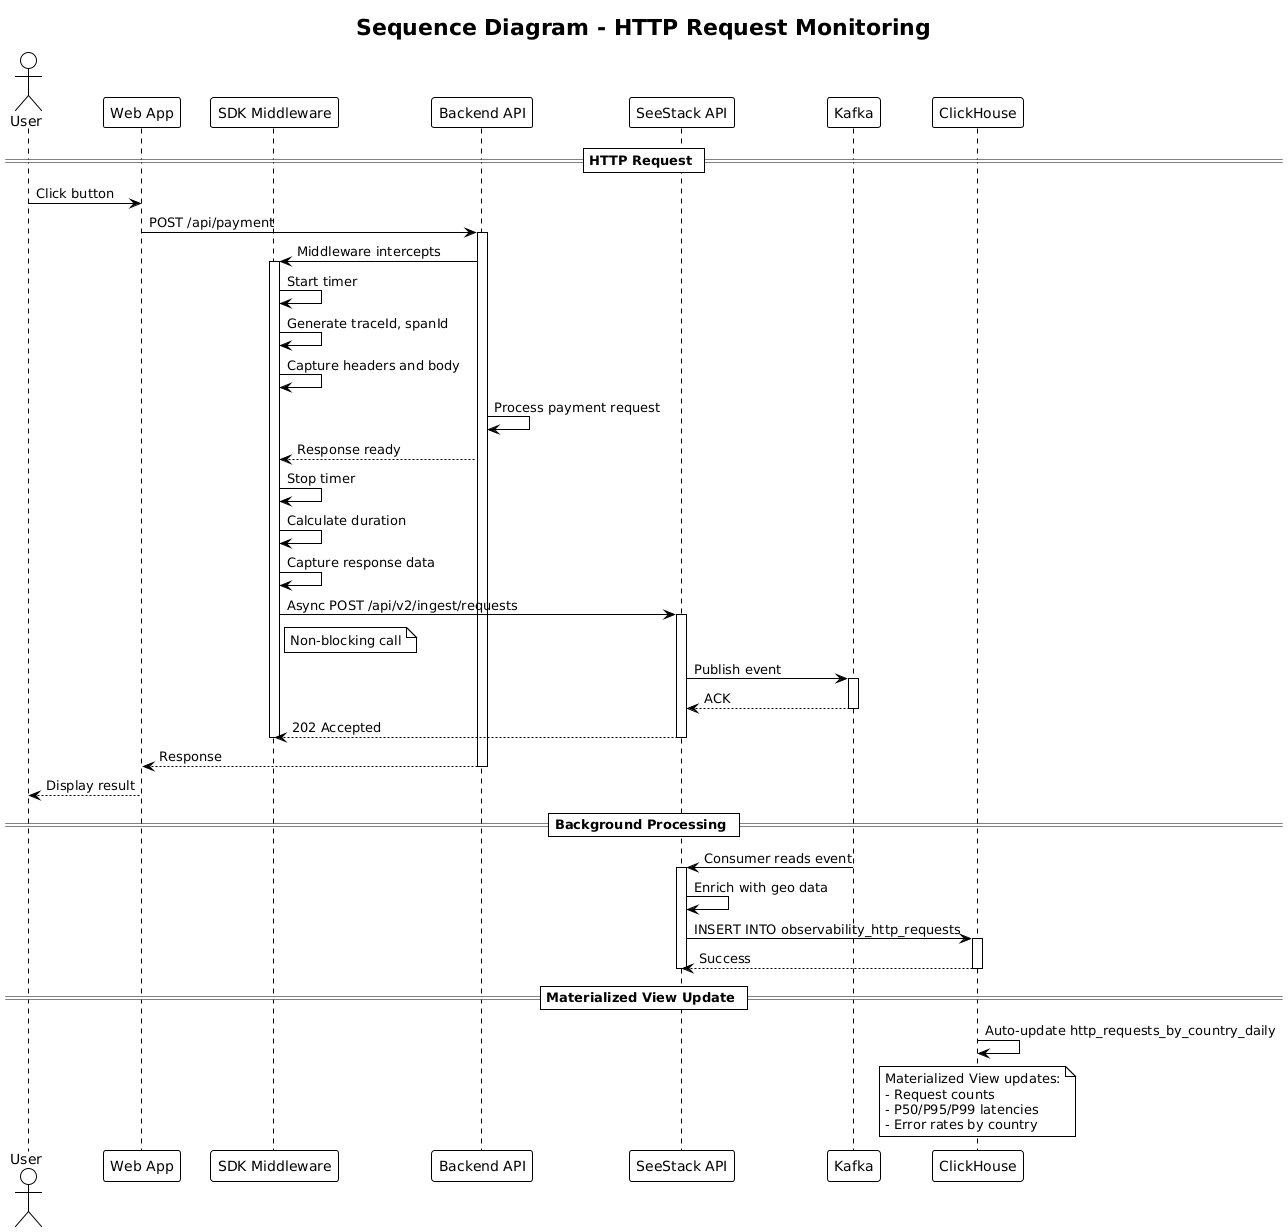 Sequence Diagram - HTTP Request Monitoring
User
Web App
SDK Middleware
Backend API
SeeStack API
Kafka
ClickHouse
HTTP Request
Click button
POST /api/payment
Middleware intercepts
Start timer
Generate traceId, spanId
Capture headers and body
Process payment request
Response ready
Stop timer
Calculate duration
Capture response data
Async POST /api/v2/ingest/requests
Non-blocking call
Publish event
ACK
202 Accepted
Response
Display result
Background Processing
Consumer reads event
Enrich with geo data
INSERT INTO observability_http_requests
Success
Materialized View Update
Auto-update http_requests_by_country_daily
Materialized View updates:
- Request counts
- P50/P95/P99 latencies
- Error rates by country
User
Web App
SDK Middleware
Backend API
SeeStack API
Kafka
ClickHouse